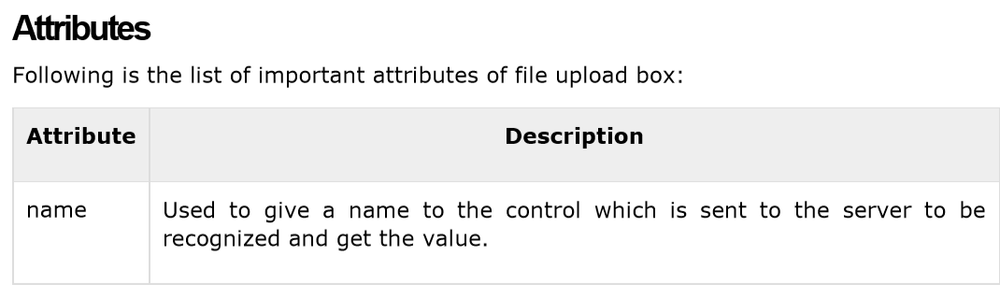 Attributes
Following is the list of important attributes of file upload box:
Attribute Description
name Used to give a name to the control which is sent to the server to be
recognized and get the value.